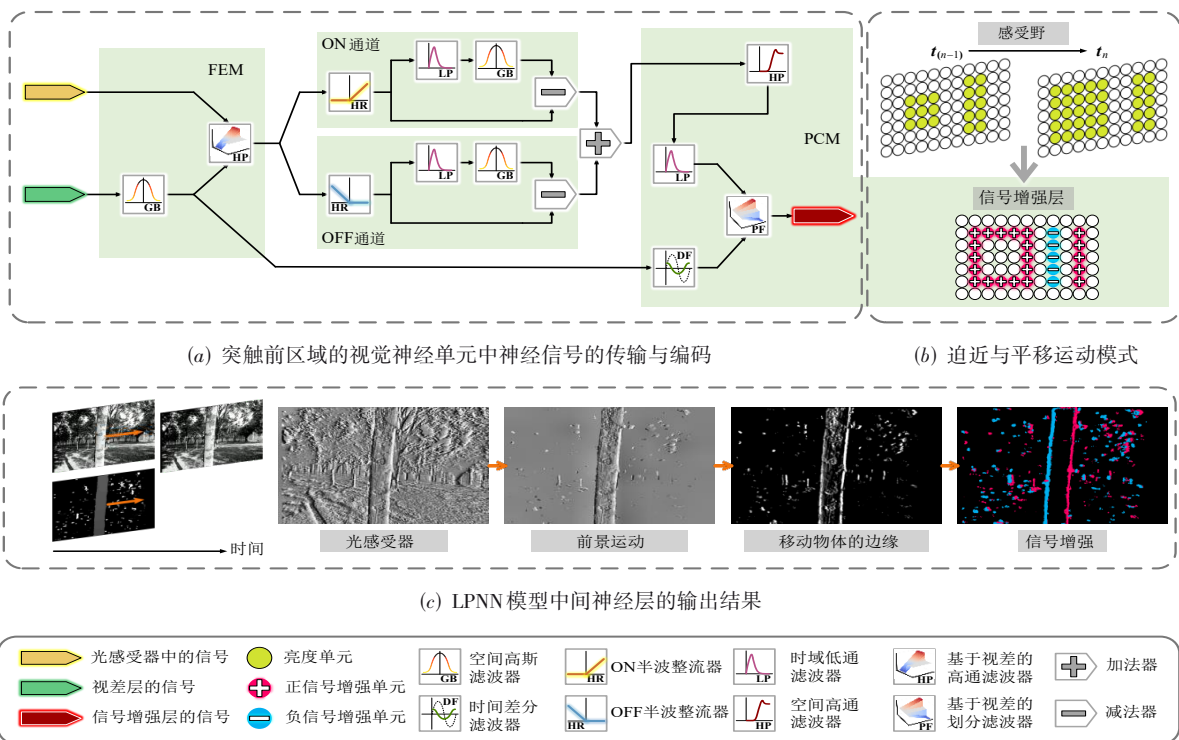 FEM
ON通道
LP
GB
HR
HP
GB
LP
GB
HR
OFF通道
HP
PCM
LP
PF
DF
感受野
t(n−1)
tn
信号增强层
(a) 突触前区域的视觉神经单元中神经信号的传输与编码
(b) 迫近与平移运动模式
时间
光感受器
前景运动
移动物体的边缘
信号增强
(c) LPNN模型中间神经层的输出结果
光感受器中的信号
亮度单元
GB
空间高斯
滤波器
HR
ON半波整流器
LP
时域低通
滤波器
HP
基于视差的
高通滤波器
加法器
视差层的信号
正信号增强单元
信号增强层的信号
负信号增强单元
DF
时间差分
滤波器
HR
OFF半波整流器
HP
空间高通
滤波器
PF
基于视差的
划分滤波器
减法器